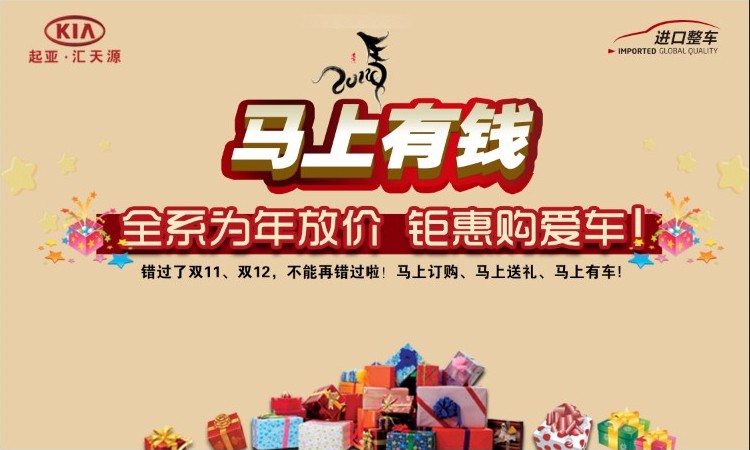 KIA
起亚·汇天源
进口整车
IMPORTED GLOBAL QUALITY
2014
马上有钱
全系为年放价 钜惠购爱车!
错过了双11、双12，不能再错过啦！马上订购、马上送礼、马上有车!